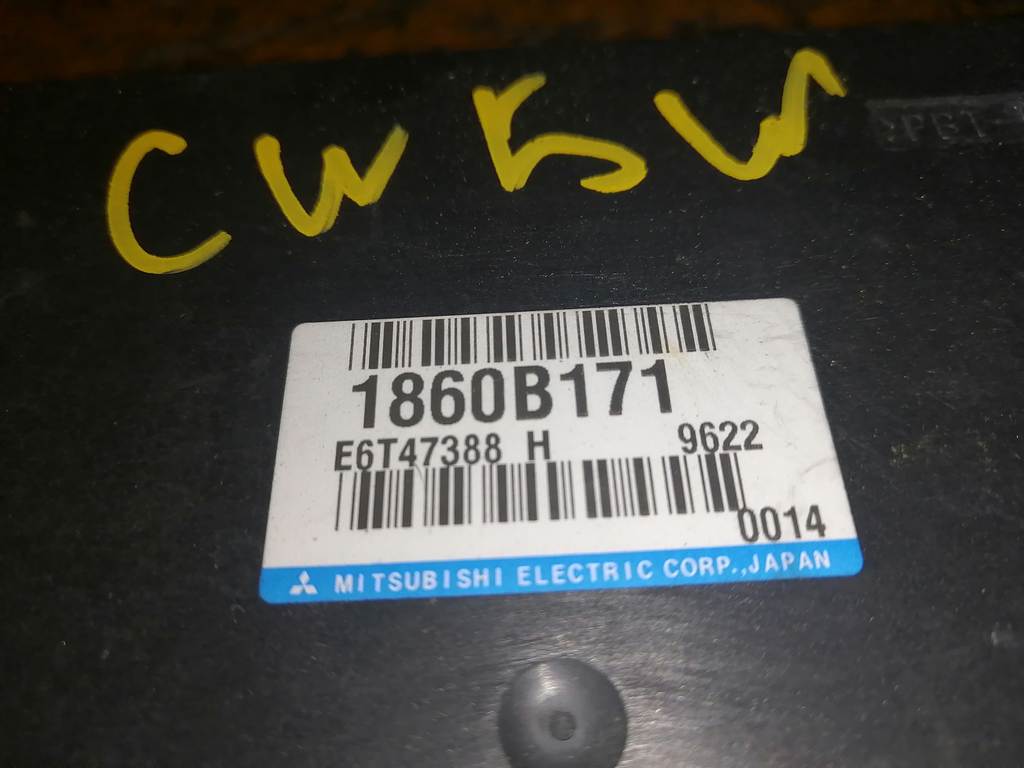 CW5W
1860B171
E6T47388 H 9622
0014
MITSUBISHI ELECTRIC CORP.,JAPAN